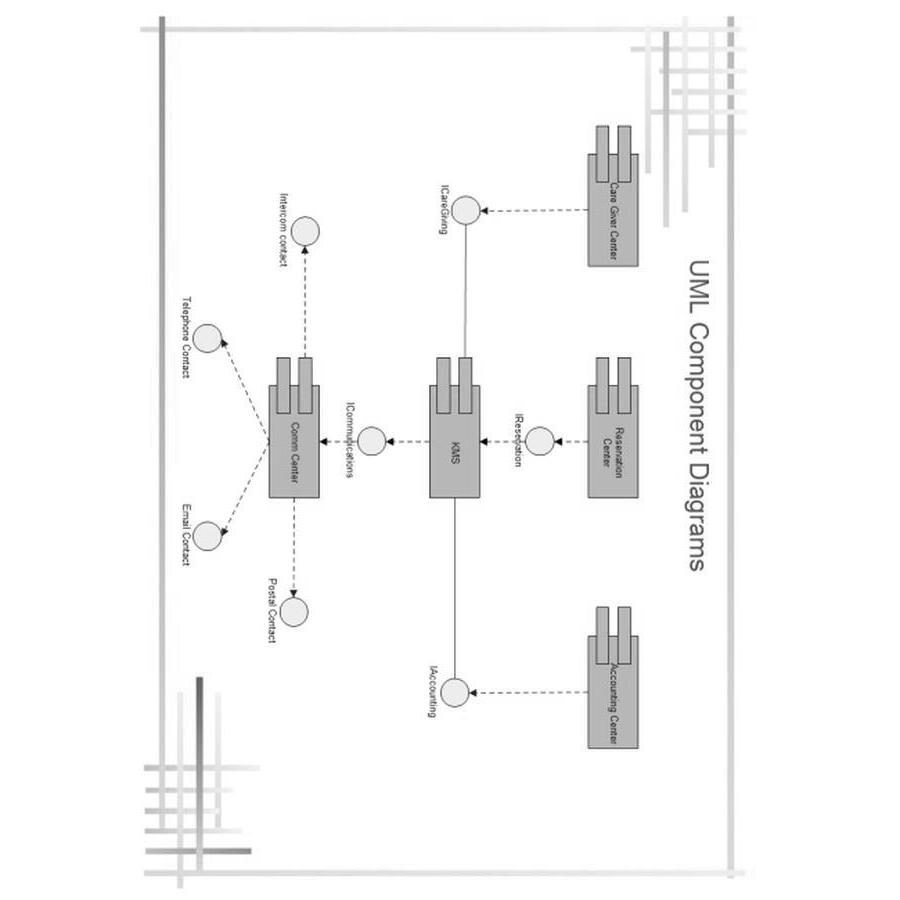 UML Component Diagrams
Care Giver Center
Reservation
Center
Accounting Center
ICareGiving
IReservation
KMS
IAccounting
Intercom contact
ICommunications
Comm Center
Postal Contact
Telephone Contact
Email Contact